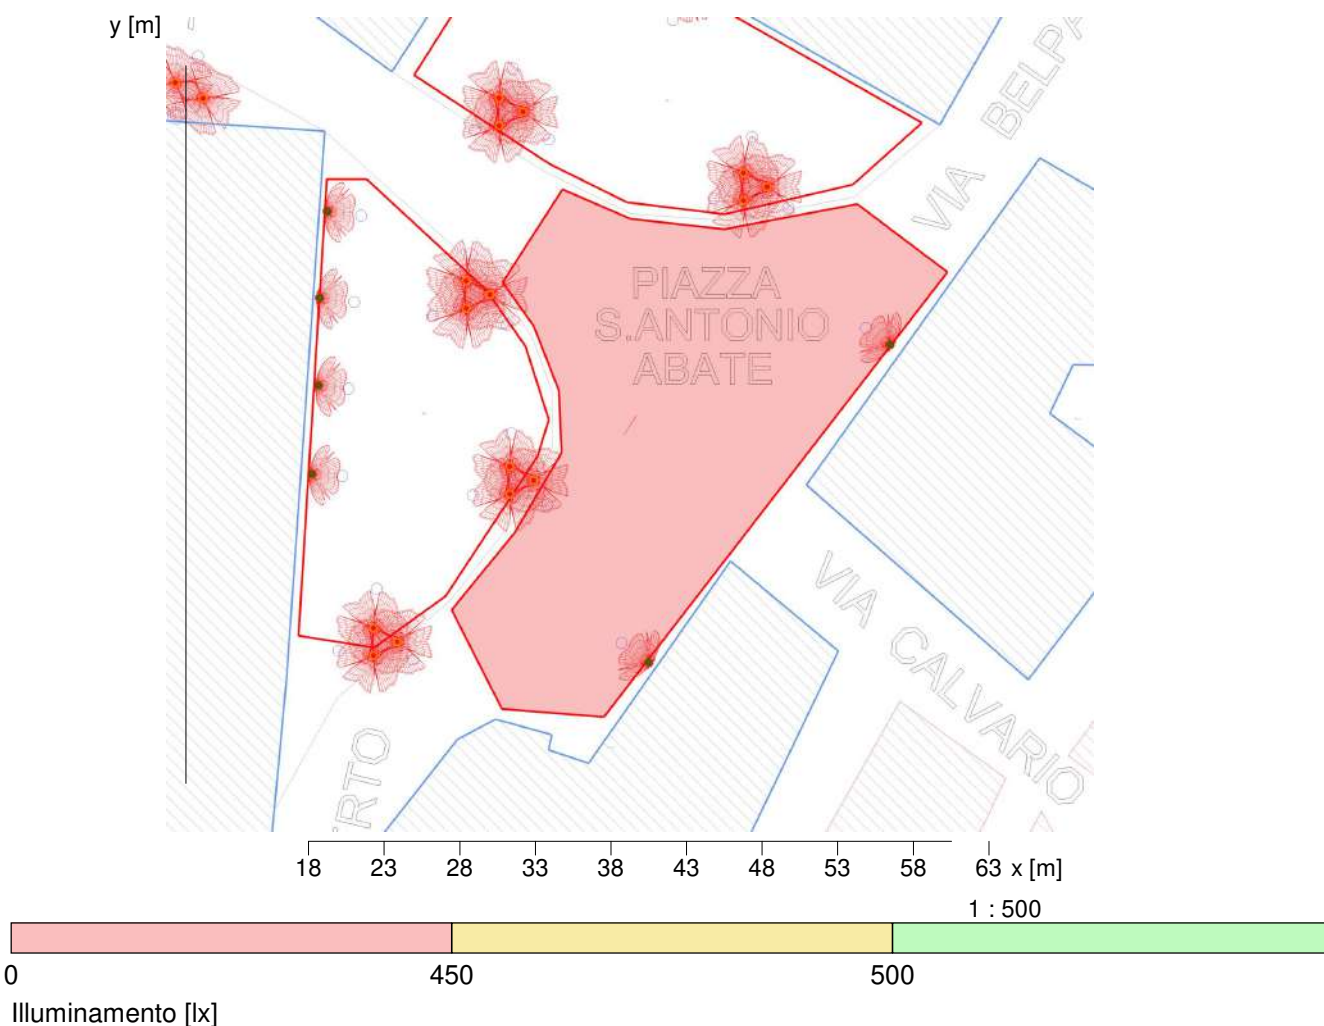 y [m]
VIA BELPA
PIAZZA
S.ANTONIO
ABATE
VIA CALVARIO
RTO
18 23 28 33 38 43 48 53 58 63 x [m]
1 : 500
0 450 500
Illuminamento [lx]